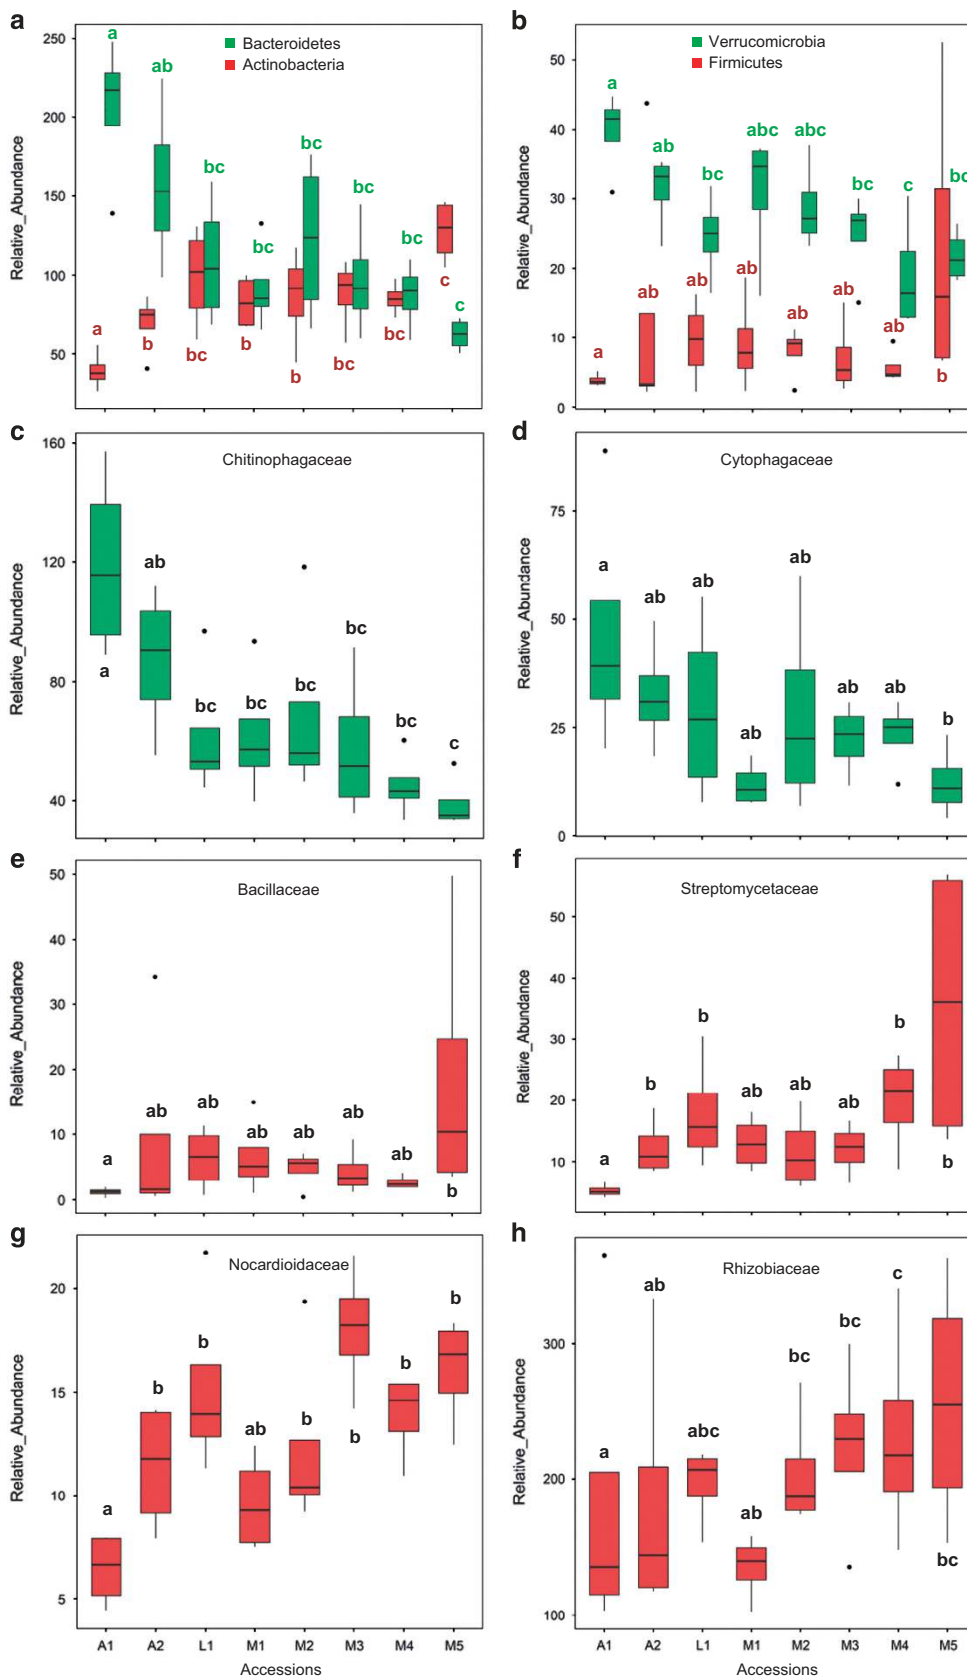 a
Bacteroidetes
Actinobacteria
Relative_Abundance
250
200
150
100
50
a ab bc bc bc bc bc c
a b bc b b bc bc c
b
Verrucomicrobia
Firmicutes
Relative_Abundance
50
40
30
20
10
0
a ab bc abc abc bc c bc
a ab ab ab ab ab ab b
c
Chitinophagaceae
Relative_Abundance
160
120
80
40
a ab bc bc bc bc bc c
d
Cytophagaceae
Relative_Abundance
75
50
25
0
a ab ab ab ab ab ab b
e
Bacillaceae
Relative_Abundance
50
40
30
20
10
0
a ab ab ab ab ab ab b
f
Streptomycetaceae
Relative_Abundance
50
40
30
20
10
a b b ab ab ab b b
g
Nocardioidaceae
Relative_Abundance
20
15
10
5
a b b ab b b b b
A1 A2 L1 M1 M2 M3 M4 M5
Accessions
h
Rhizobiaceae
Relative_Abundance
300
200
100
a ab abc ab bc bc c bc
A1 A2 L1 M1 M2 M3 M4 M5
Accessions